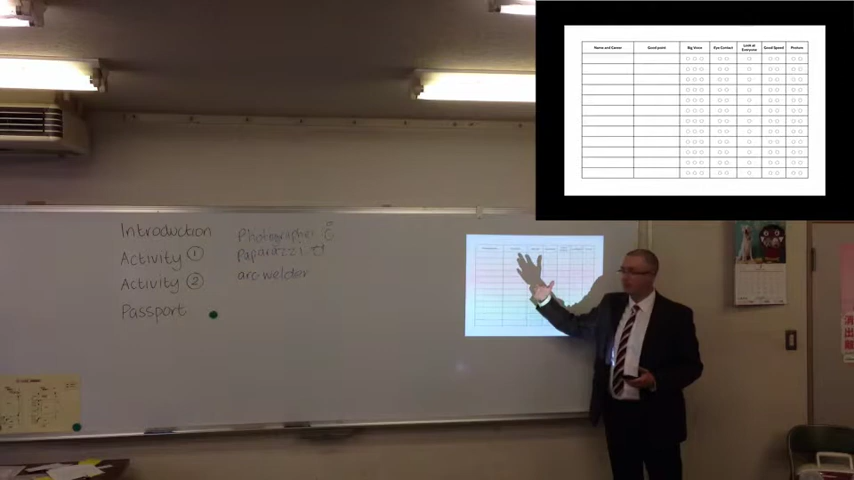 Introduction
Activity ①
Activity ②
Passport
Photographer
Paparazzi
arc-weldor
Name and Career Good point Big Voice Eye Contact Look at Everyone Good Speed Posture